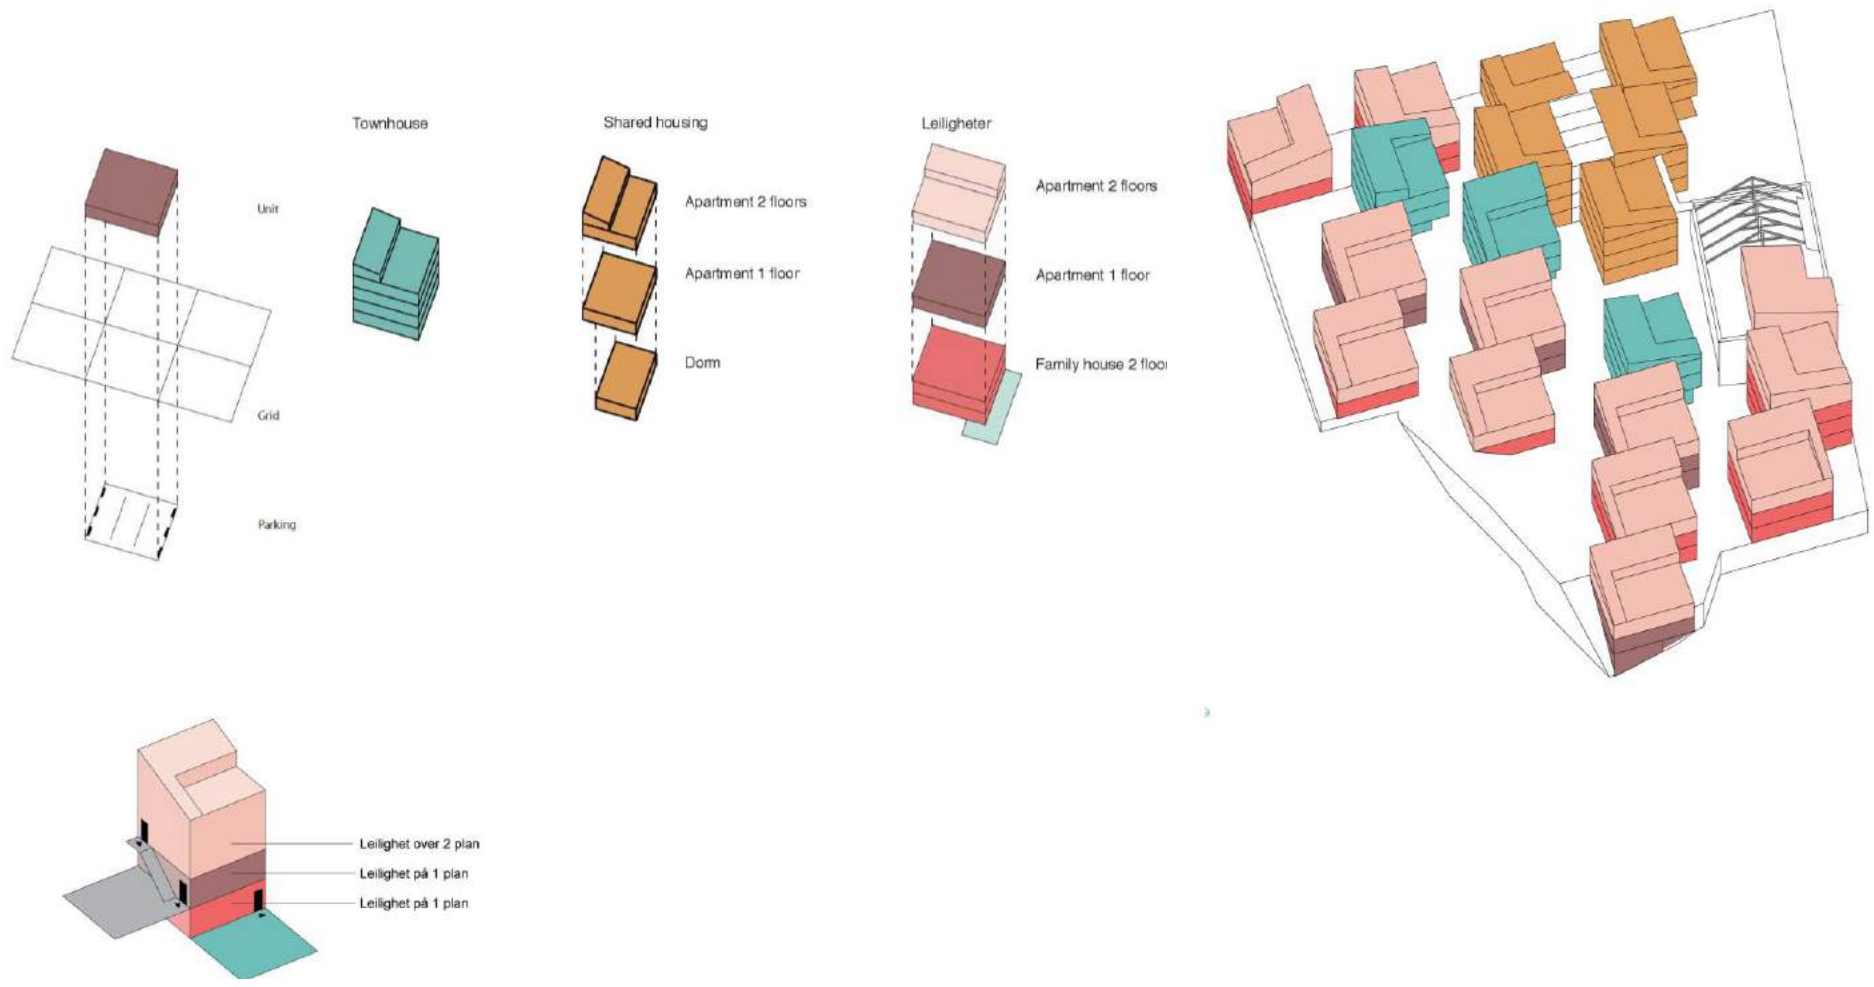 Townhouse
Shared housing
Leiligheter
Unit
Grid
Parking
Apartment 2 floors
Apartment 1 floor
Dorm
Apartment 2 floors
Apartment 1 floor
Family house 2 floor
Leilighet over 2 plan
Leilighet på 1 plan
Leilighet på 1 plan